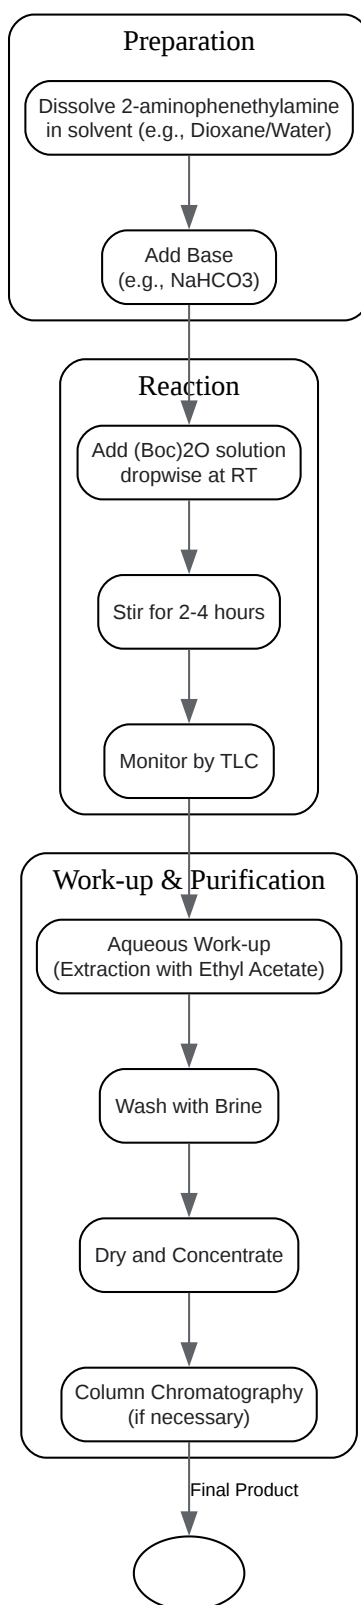 Preparation
Dissolve 2-aminophenethylamine
in solvent (e.g., Dioxane/Water)
Add Base
(e.g., NaHCO3)
Reaction
Add (Boc)2O solution
dropwise at RT
Stir for 2-4 hours
Monitor by TLC
Work-up & Purification
Aqueous Work-up
(Extraction with Ethyl Acetate)
Wash with Brine
Dry and Concentrate
Column Chromatography
(if necessary)
Final Product